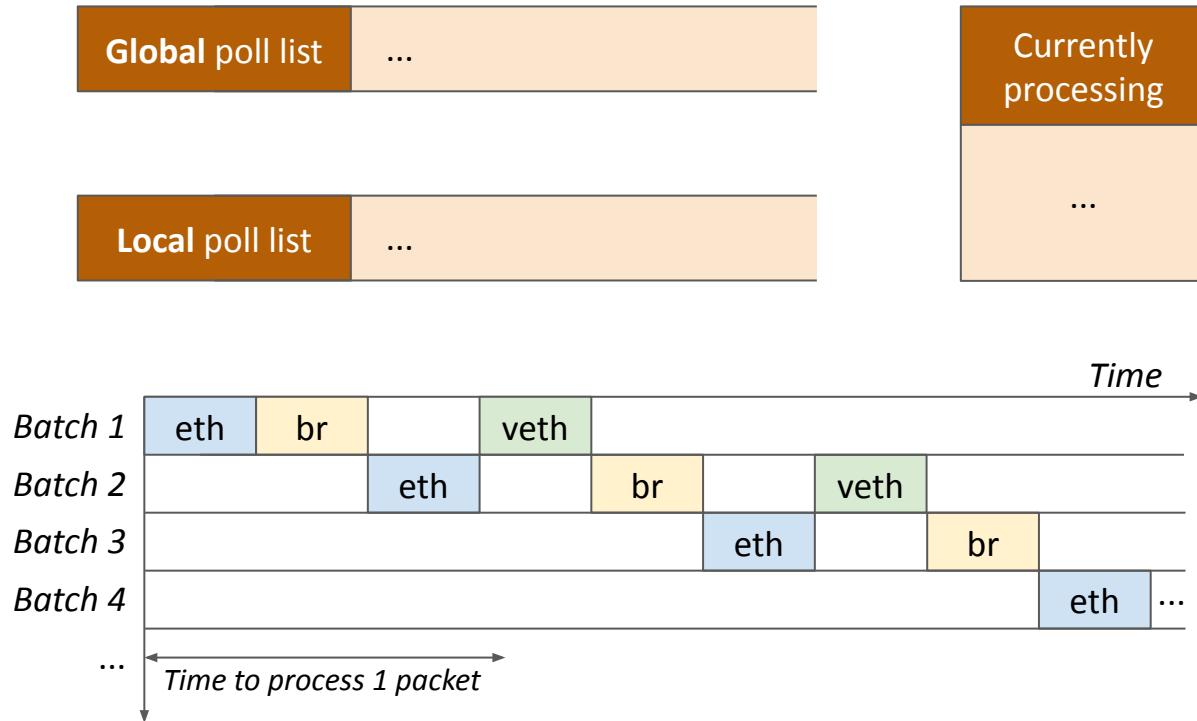 Global poll list
...
Currently
processing
...
Local poll list
...
Time
Batch 1
eth
br
veth
Batch 2
eth
br
veth
Batch 3
eth
br
Batch 4
eth
...
...
Time to process 1 packet